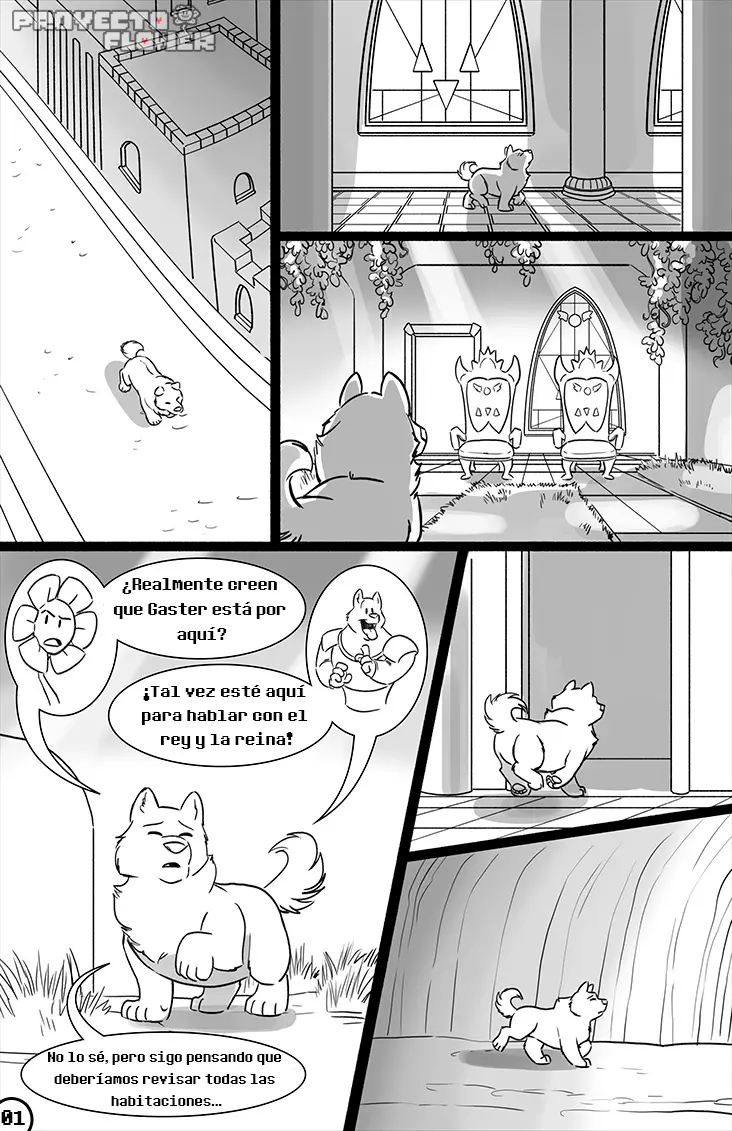 PROYECTO
FLOWER
¿Realmente creen
que Gaster está por
aquí?
¡Tal vez esté aquí
para hablar con el
rey y la reina!
No lo sé, pero sigo pensando que
deberíamos revisar todas las
habitaciones...
01